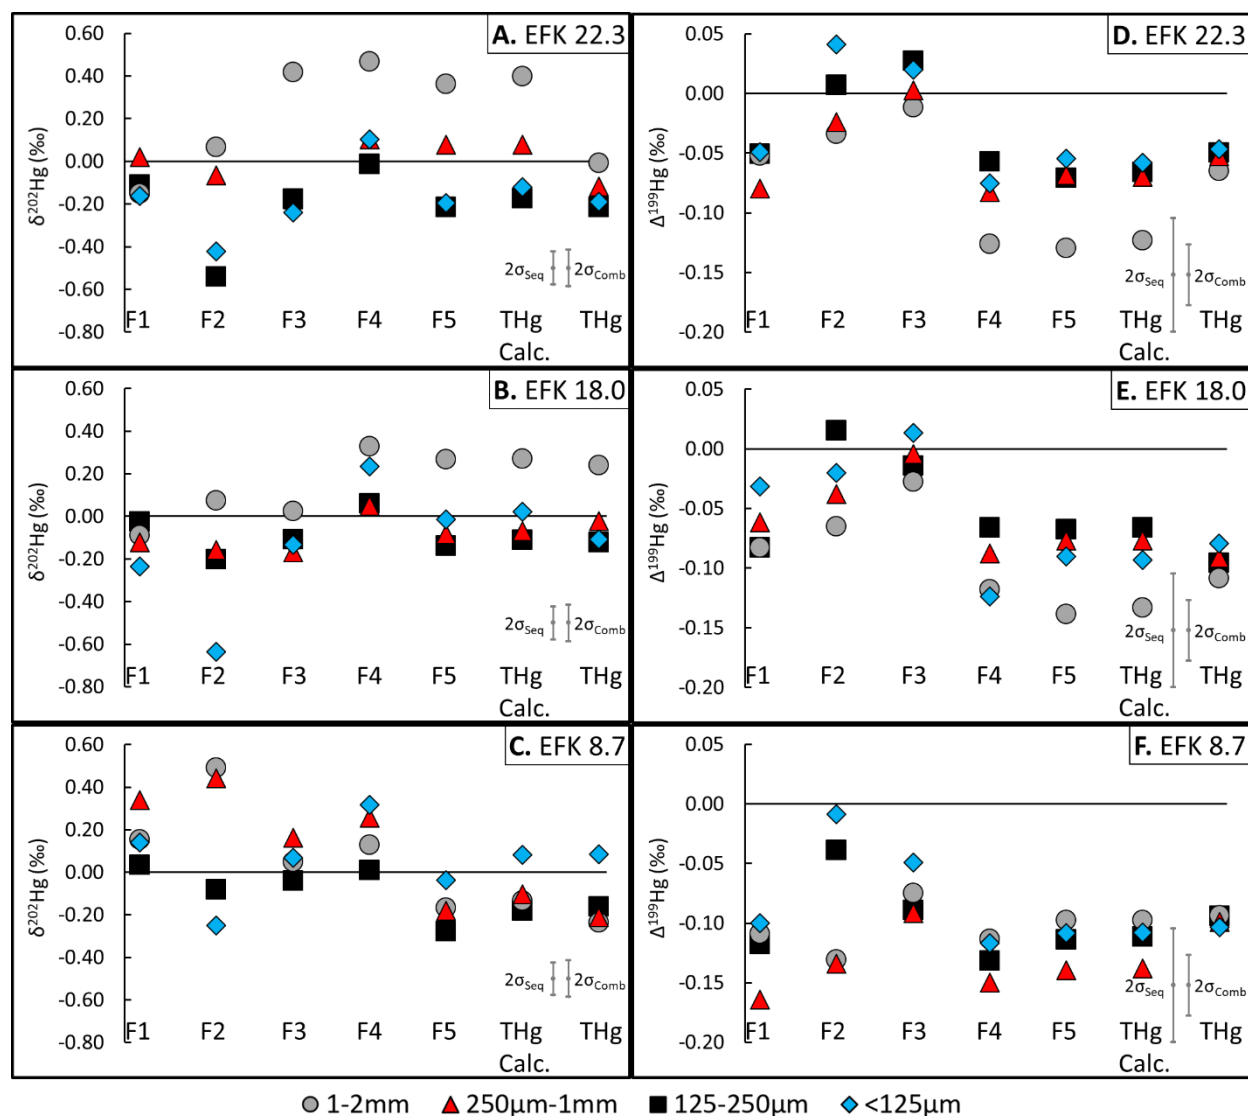 A. EFK 22.3
0.60
0.40
0.20
0.00
-0.20
-0.40
-0.60
-0.80
δ²⁰²Hg (‰)
2σSeq 2σComb
F1 F2 F3 F4 F5 THg THg
Calc.
D. EFK 22.3
0.05
0.00
-0.05
-0.10
-0.15
-0.20
Δ¹⁹⁹Hg (‰)
2σSeq 2σComb
F1 F2 F3 F4 F5 THg THg
Calc.
B. EFK 18.0
0.60
0.40
0.20
0.00
-0.20
-0.40
-0.60
-0.80
δ²⁰²Hg (‰)
2σSeq 2σComb
F1 F2 F3 F4 F5 THg THg
Calc.
E. EFK 18.0
0.05
0.00
-0.05
-0.10
-0.15
-0.20
Δ¹⁹⁹Hg (‰)
2σSeq 2σComb
F1 F2 F3 F4 F5 THg THg
Calc.
C. EFK 8.7
0.60
0.40
0.20
0.00
-0.20
-0.40
-0.60
-0.80
δ²⁰²Hg (‰)
2σSeq 2σComb
F1 F2 F3 F4 F5 THg THg
Calc.
F. EFK 8.7
0.05
0.00
-0.05
-0.10
-0.15
-0.20
Δ¹⁹⁹Hg (‰)
2σSeq 2σComb
F1 F2 F3 F4 F5 THg THg
Calc.
1-2mm 250μm-1mm 125-250μm <125μm